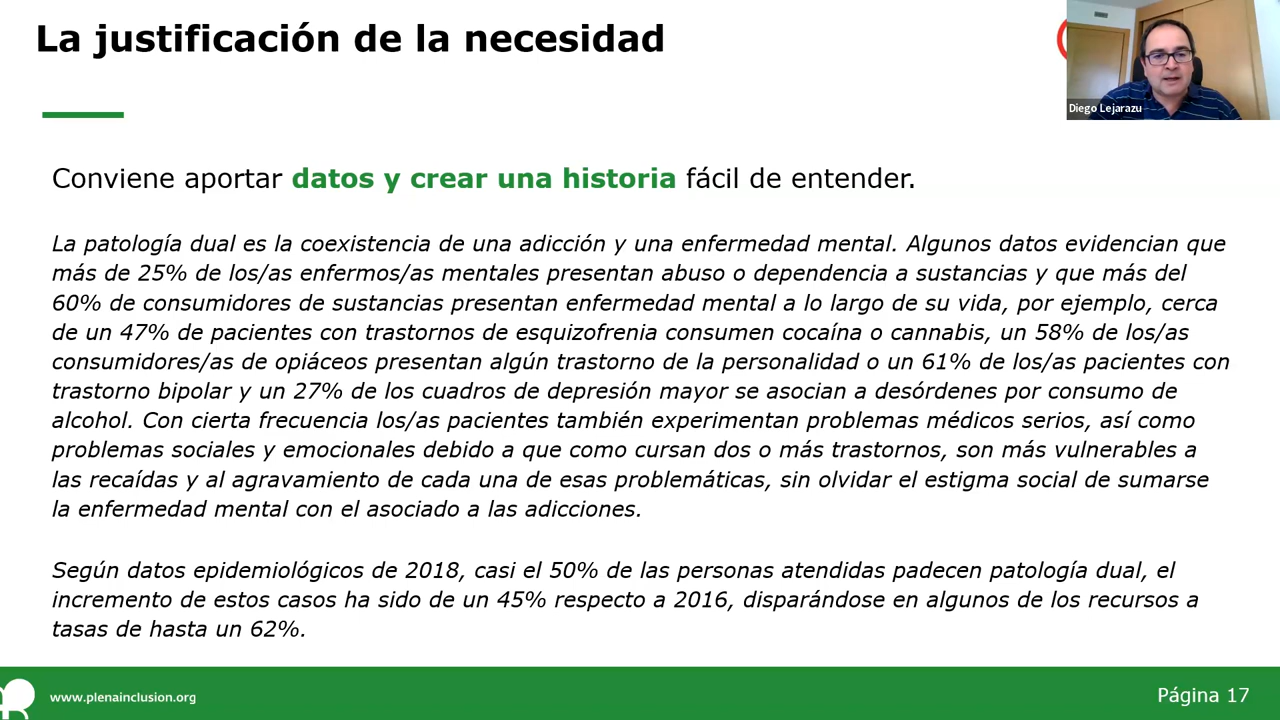 La justificación de la necesidad
Diego Lejarazu
Conviene aportar datos y crear una historia fácil de entender.
La patología dual es la coexistencia de una adicción y una enfermedad mental. Algunos datos evidencian que
más de 25% de los/as enfermos/as mentales presentan abuso o dependencia a sustancias y que más del
60% de consumidores de sustancias presentan enfermedad mental a lo largo de su vida, por ejemplo, cerca
de un 47% de pacientes con trastornos de esquizofrenia consumen cocaína o cannabis, un 58% de los/as
consumidores/as de opiáceos presentan algún trastorno de la personalidad o un 61% de los/as pacientes con
trastorno bipolar y un 27% de los cuadros de depresión mayor se asocian a desórdenes por consumo de
alcohol. Con cierta frecuencia los/as pacientes también experimentan problemas médicos serios, así como
problemas sociales y emocionales debido a que como cursan dos o más trastornos, son más vulnerables a
las recaídas y al agravamiento de cada una de esas problemáticas, sin olvidar el estigma social de sumarse
la enfermedad mental con el asociado a las adicciones.
Según datos epidemiológicos de 2018, casi el 50% de las personas atendidas padecen patología dual, el
incremento de estos casos ha sido de un 45% respecto a 2016, disparándose en algunos de los recursos a
tasas de hasta un 62%.
www.plenainclusion.org
Página 17